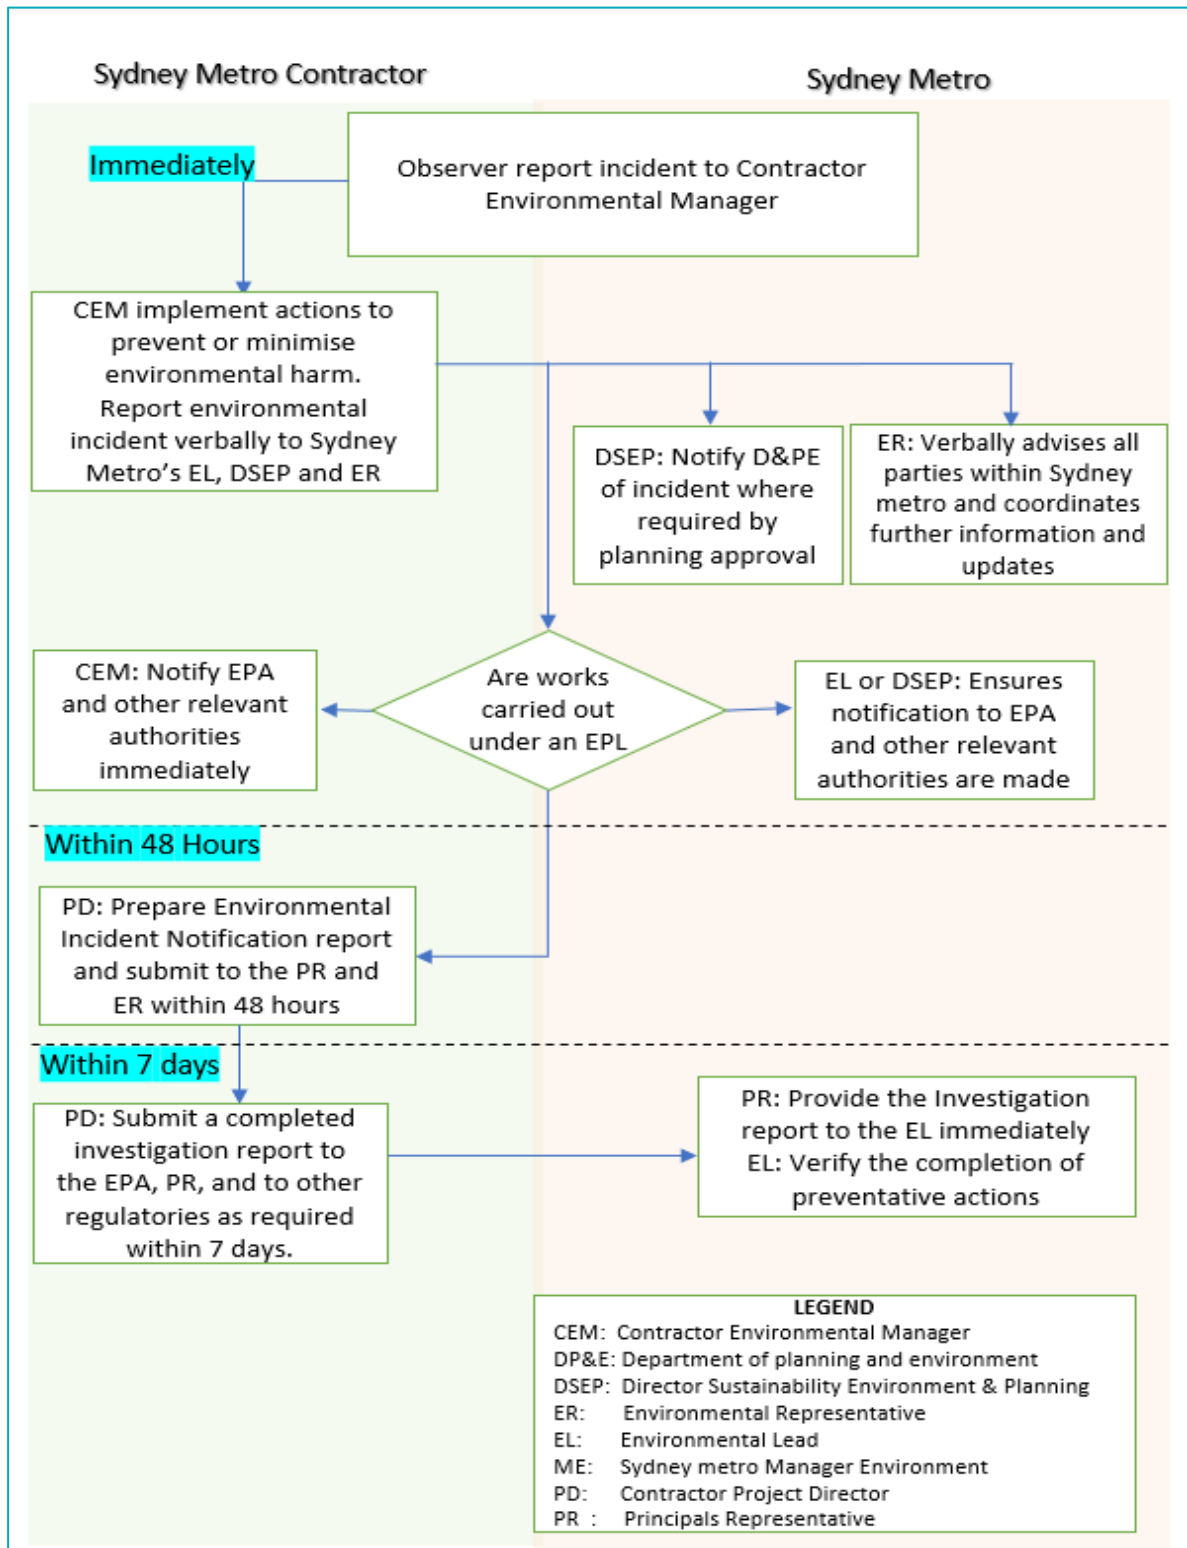 Sydney Metro Contractor
Sydney Metro
Immediately
Observer report incident to Contractor
Environmental Manager
CEM implement actions to
prevent or minimise
environmental harm.
Report environmental
incident verbally to Sydney
Metro's EL, DSEP and ER
DSEP: Notify D&PE
of incident where
required by
planning approval
ER: Verbally advises all
parties within Sydney
metro and coordinates
further information and
updates
CEM: Notify EPA
and other relevant
authorities
immediately
Are works
carried out
under an EPL
EL or DSEP: Ensures
notification to EPA
and other relevant
authorities are made
Within 48 Hours
PD: Prepare Environmental
Incident Notification report
and submit to the PR and
ER within 48 hours
Within 7 days
PD: Submit a completed
investigation report to
the EPA, PR, and to other
regulatories as required
within 7 days.
PR: Provide the Investigation
report to the EL immediately
EL: Verify the completion of
preventative actions
LEGEND
CEM: Contractor Environmental Manager
DP&E: Department of planning and environment
DSEP: Director Sustainability Environment & Planning
ER: Environmental Representative
EL: Environmental Lead
ME: Sydney metro Manager Environment
PD: Contractor Project Director
PR : Principals Representative